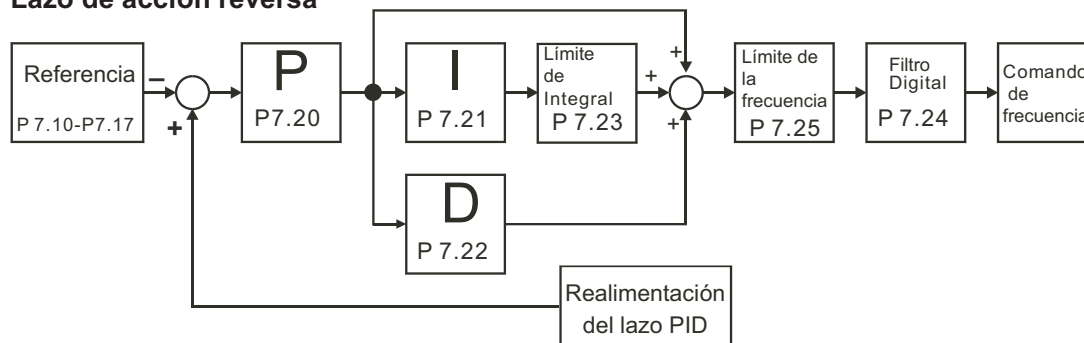 Lazo de acción reversa
Referencia
P 7.10-P7.17
−
+
P
P7.20
I
P 7.21
D
P 7.22
Límite
de
Integral
P 7.23
+
+
+
Límite de
la
frecuencia
P 7.25
Filtro
Digital
P 7.24
Comando
de
frecuencia
Realimentación
del lazo PID